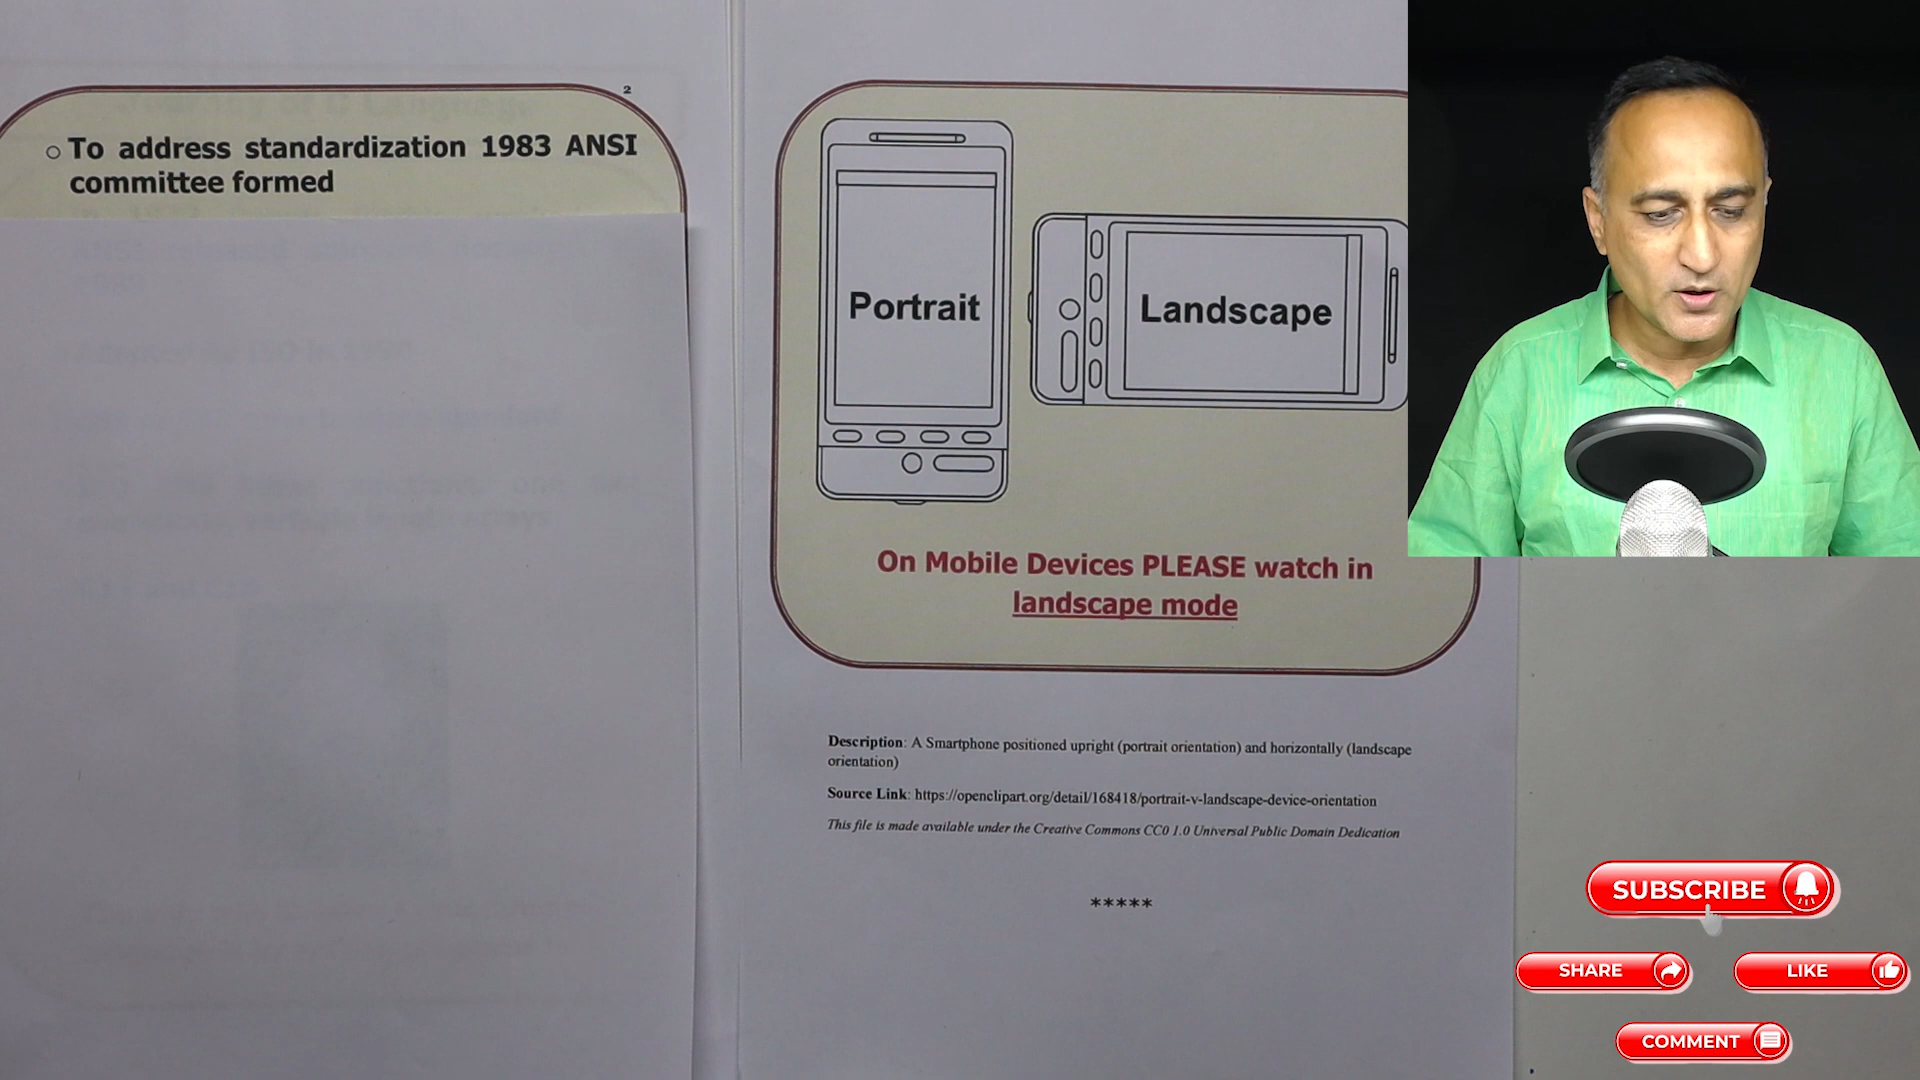 2
○ To address standardization 1983 ANSI
committee formed
Portrait
Landscape
On Mobile Devices PLEASE watch in
landscape mode
Description: A Smartphone positioned upright (portrait orientation) and horizontally (landscape
orientation)
Source Link: https://openclipart.org/detail/168418/portrait-v-landscape-device-orientation
This file is made available under the Creative Commons CC0 1.0 Universal Public Domain Dedication
*****
SUBSCRIBE
SHARE
LIKE
COMMENT